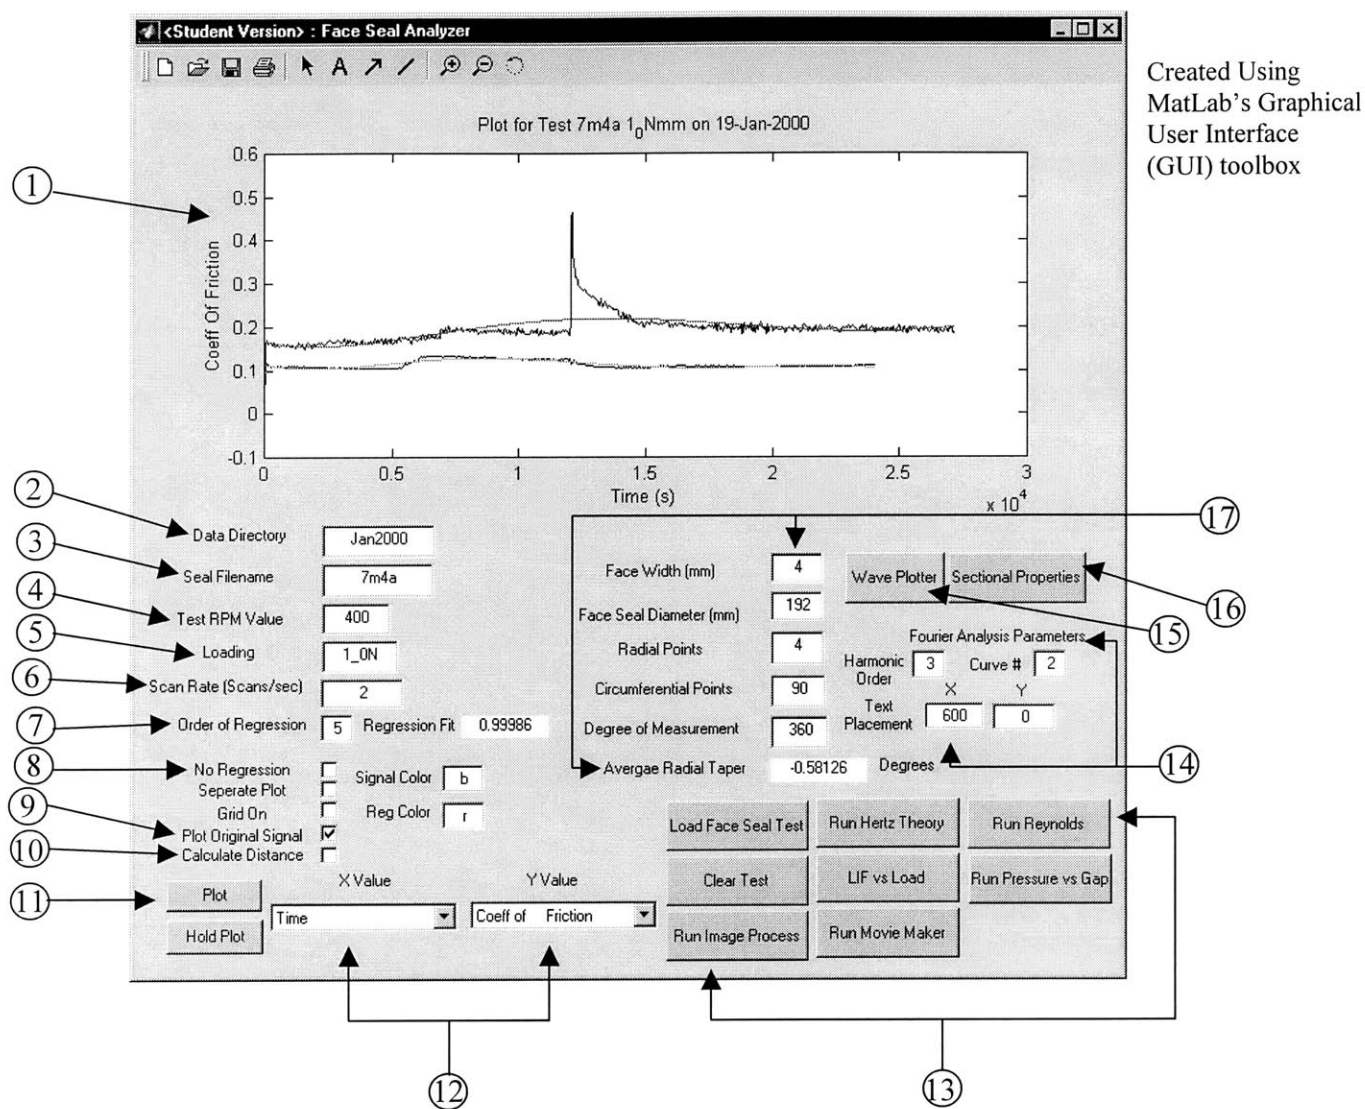 <Student Version> : Face Seal Analyzer
A
Created Using
MatLab's Graphical
User Interface
(GUI) toolbox
Plot for Test 7m4a 1₀Nmm on 19-Jan-2000
0.6
0.5
0.4
0.3
0.2
0.1
0
-0.1
Coeff Of Friction
0 0.5 1 1.5 2 2.5 3
Time (s)
x 10⁴
1
2
Data Directory Jan2000
3
Seal Filename 7m4a
4
Test RPM Value 400
5
Loading 1_0N
6
Scan Rate (Scans/sec) 2
7
Order of Regression 5 Regression Fit 0.99986
8
No Regression
Seperate Plot
Signal Color b
9
Grid On
Reg Color r
Plot Original Signal
10
Calculate Distance
11
Plot
Hold Plot
X Value
Time
Y Value
Coeff of Friction
12
17
Face Width (mm) 4
Face Seal Diameter (mm) 192
Radial Points 4
Circumferential Points 90
Degree of Measurement 360
Avergae Radial Taper -0.58126 Degrees
Wave Plotter
Sectional Properties
16
15
Fourier Analysis Parameters
Harmonic
Order
3
Curve # 2
X Y
Text
Placement
600 0
14
Load Face Seal Test Run Hertz Theory Run Reynolds
Clear Test LIF vs Load Run Pressure vs Gap
Run Image Process Run Movie Maker
13